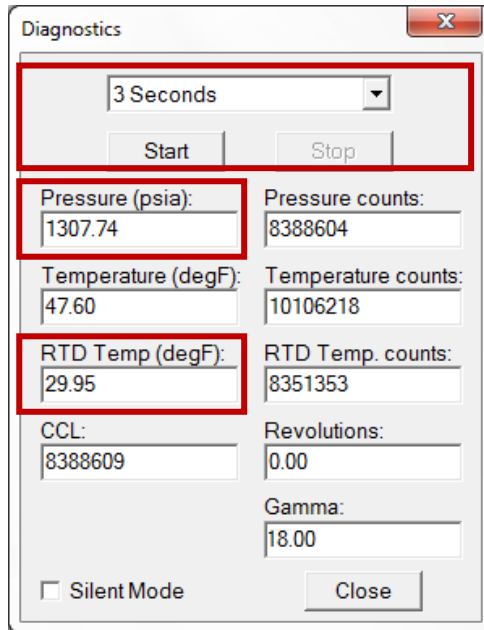 Diagnostics
3 Seconds
Start Stop
Pressure (psia): Pressure counts:
1307.74 8388604
Temperature (degF): Temperature counts:
47.60 10106218
RTD Temp (degF): RTD Temp. counts:
29.95 8351353
CCL: Revolutions:
8388609 0.00
Gamma:
18.00
Silent Mode Close